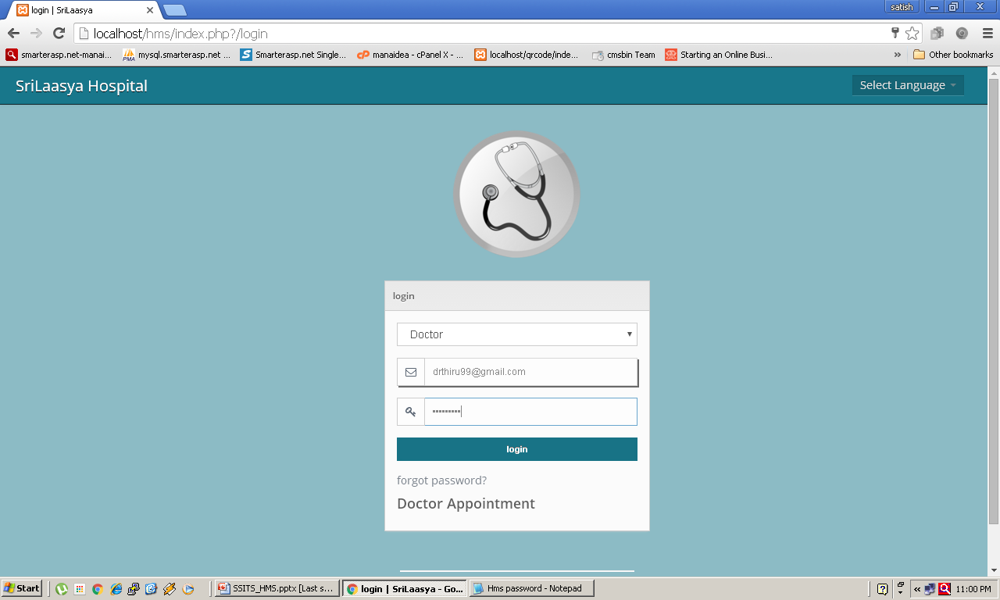 login | SriLaasya
satish
localhost/hms/index.php?/login
smarterasp.net-manai...
mysql.smarterasp.net ...
Smarterasp.net Single...
manaisha - cPanel X -...
localhost/qrcode/inde...
cmsbin Team
Starting an Online Busi...
»
Other bookmarks
SriLaasya Hospital
Select Language
login
Doctor
drthiru99@gmail.com
•••••••••
login
forgot password?
Doctor Appointment
Start
SSITS_HMS.pptx [Last s...
login | SriLaasya - Go...
Hms password - Notepad
«
11:00 PM